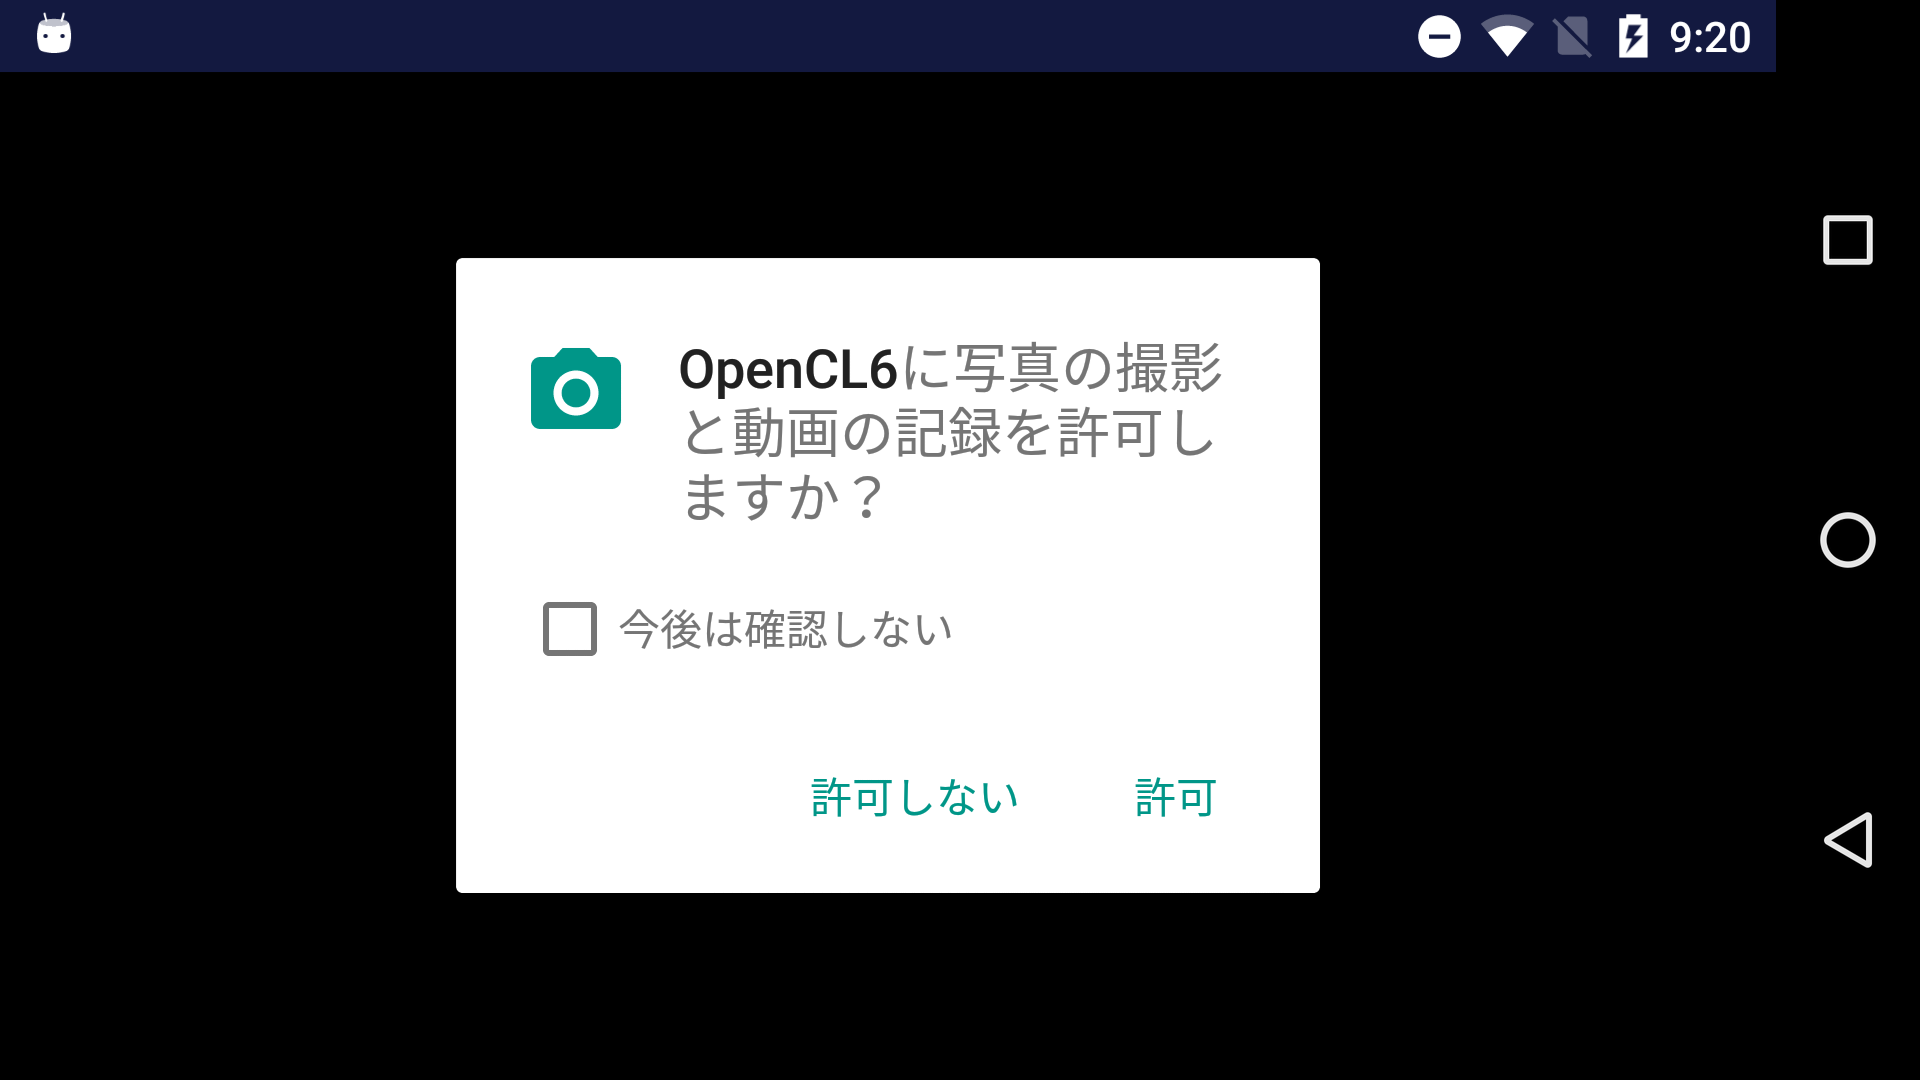 9:20
OpenCL6に写真の撮影
と動画の記録を許可し
ますか？
今後は確認しない
許可しない
許可